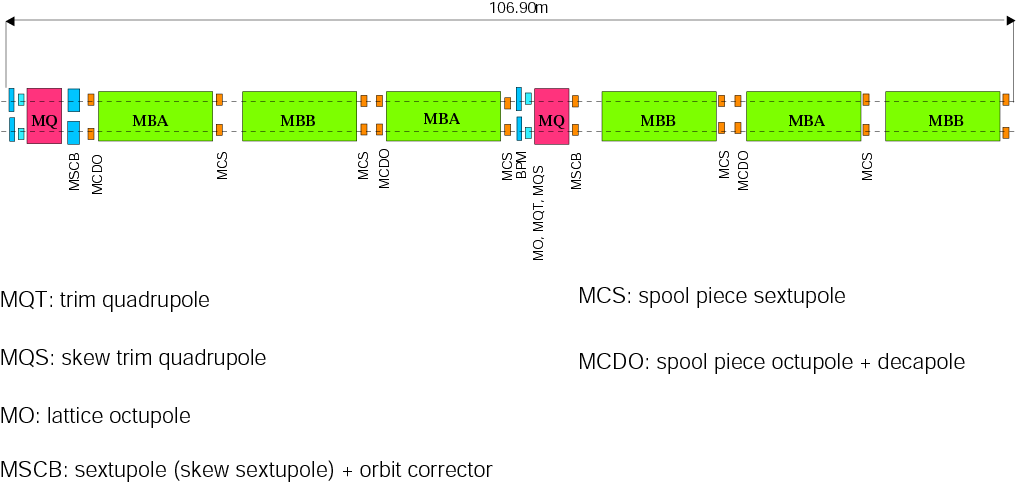 106.90m
MQ
MBA
MBB
MBA
MQ
MBB
MBA
MBB
MSCB
MCDO
MCS
MCS
MCDO
MCS
BPM
MO, MQT, MQS
MSCB
MCS
MCDO
MCS
MQT: trim quadrupole
MCS: spool piece sextupole
MQS: skew trim quadrupole
MCDO: spool piece octupole + decapole
MO: lattice octupole
MSCB: sextupole (skew sextupole) + orbit corrector